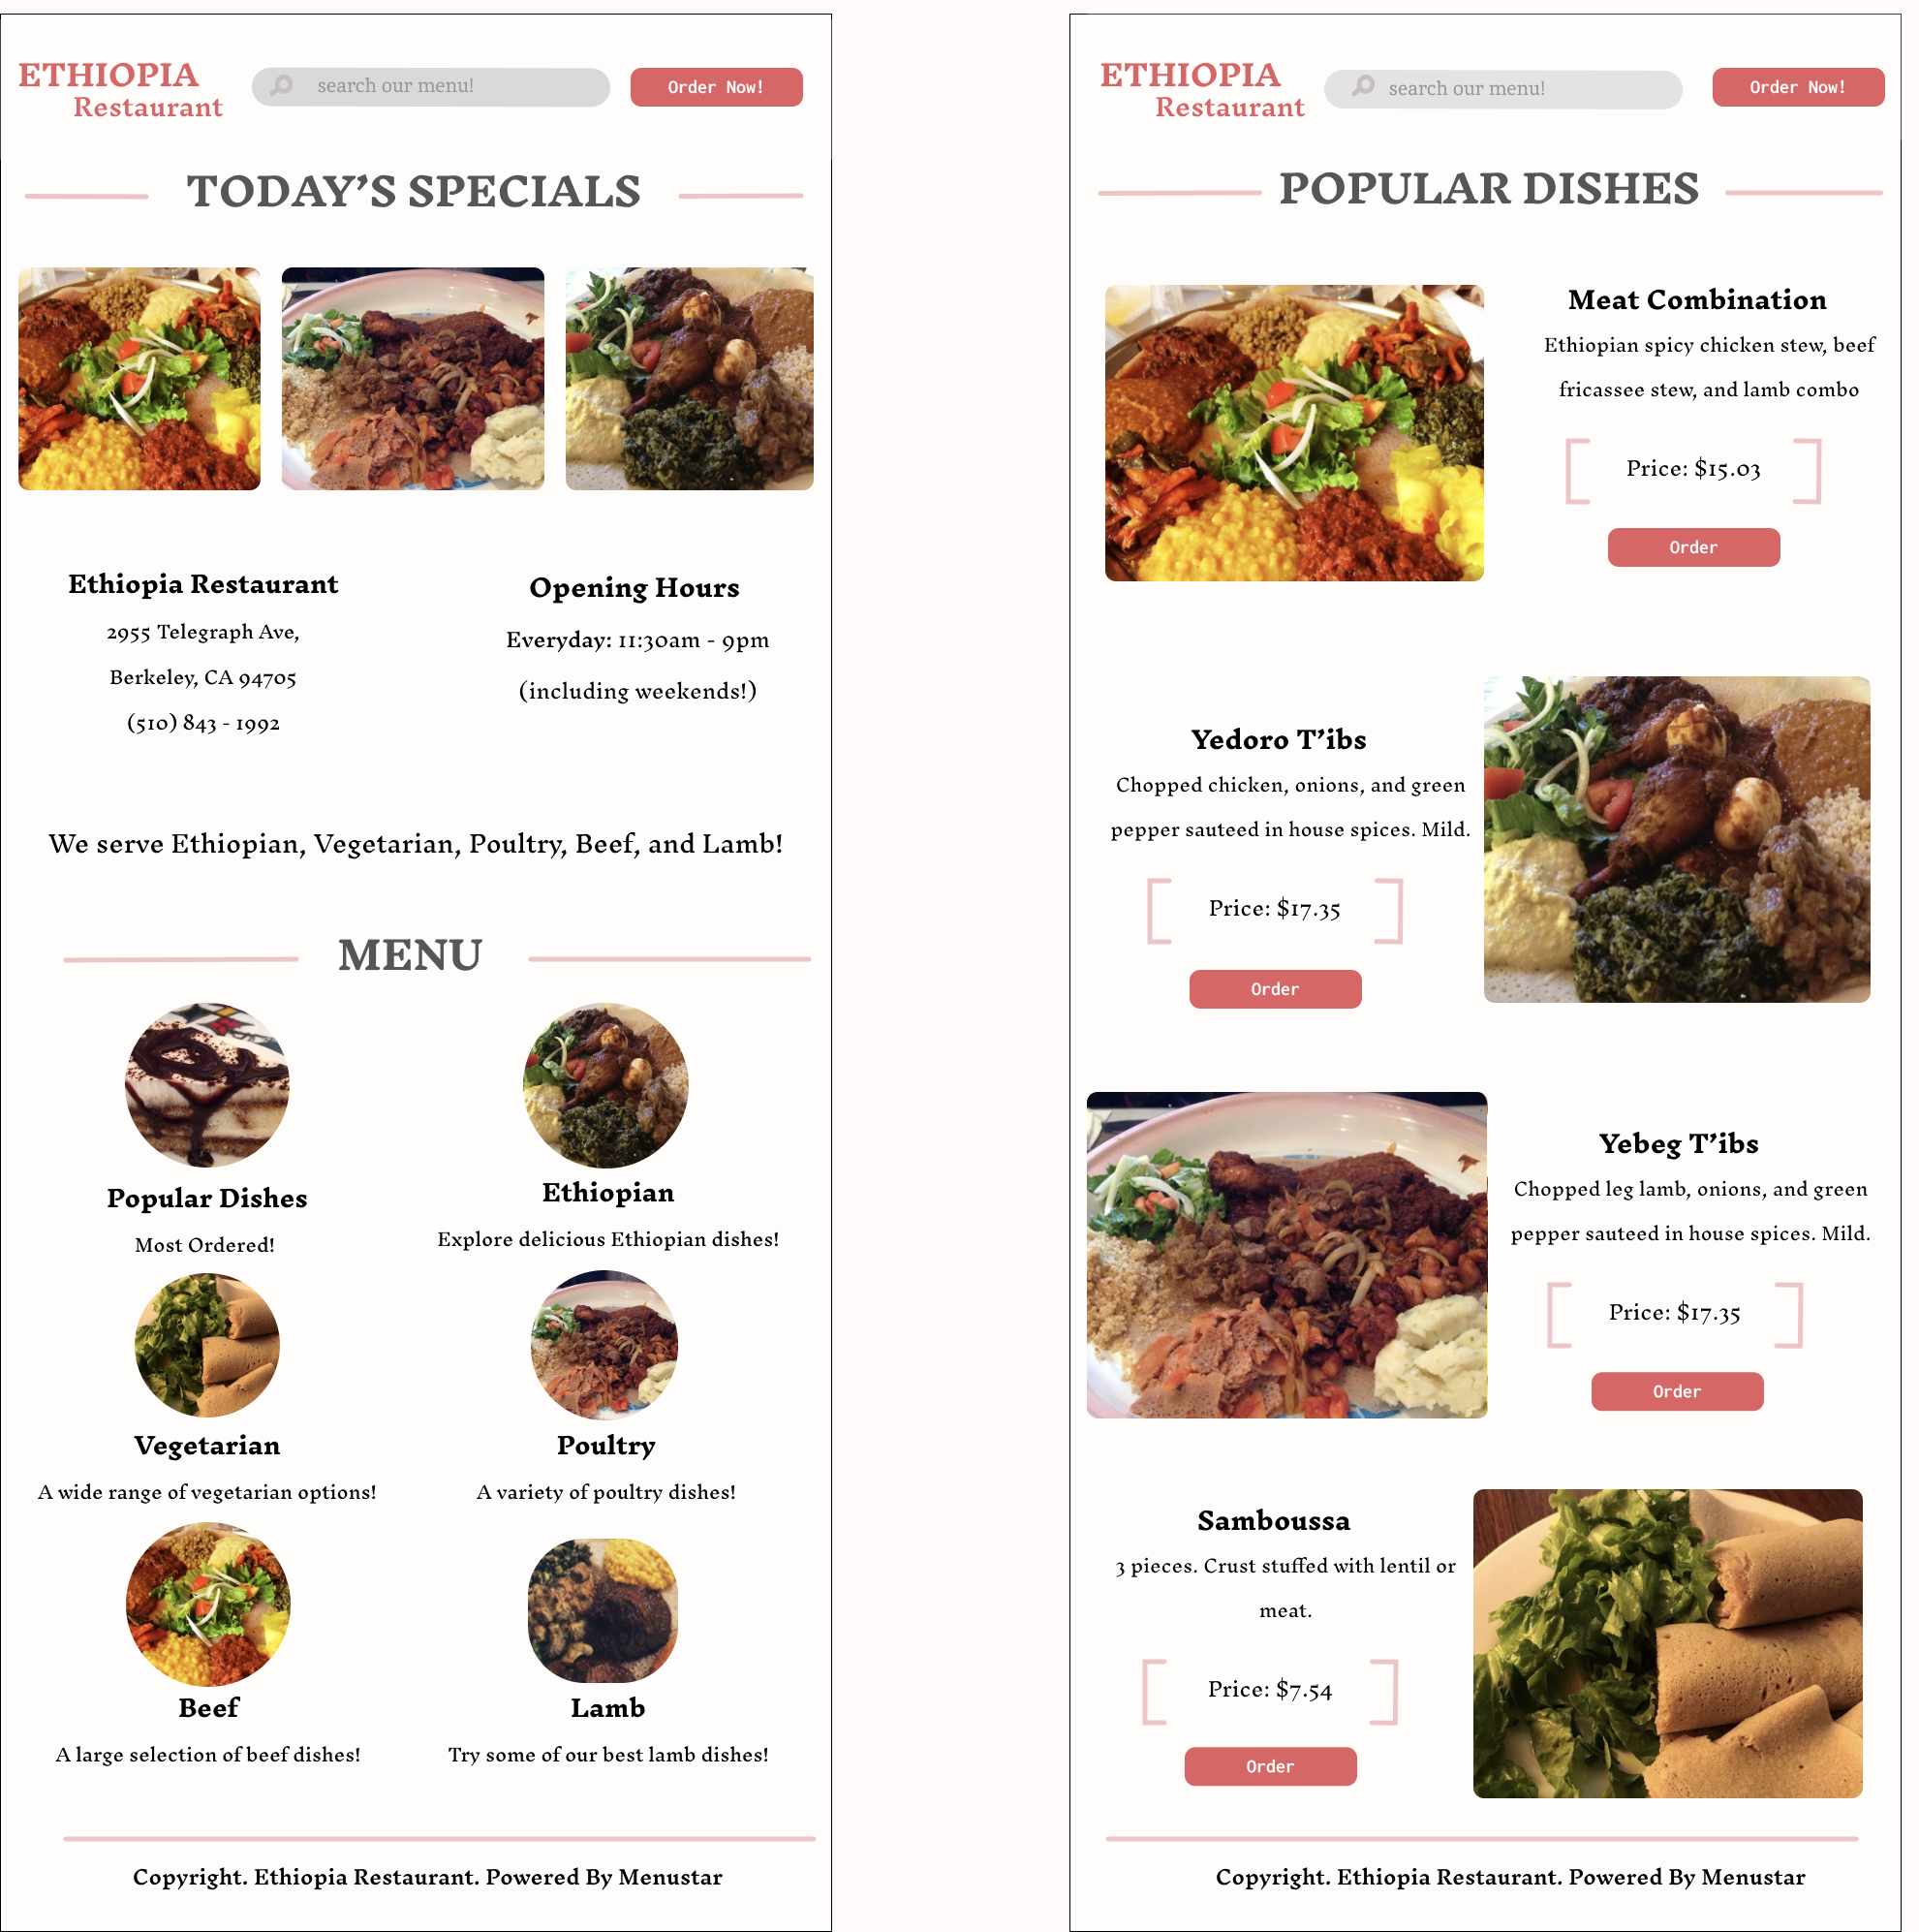 ETHIOPIA
Restaurant
search our menu!
Order Now!
TODAY’S SPECIALS
Ethiopia Restaurant
2955 Telegraph Ave,
Berkeley, CA 94705
(510) 843 - 1992
Opening Hours
Everyday: 11:30am - 9pm
(including weekends!)
We serve Ethiopian, Vegetarian, Poultry, Beef, and Lamb!
MENU
Popular Dishes
Most Ordered!
Ethiopian
Explore delicious Ethiopian dishes!
Vegetarian
A wide range of vegetarian options!
Poultry
A variety of poultry dishes!
Beef
A large selection of beef dishes!
Lamb
Try some of our best lamb dishes!
Copyright. Ethiopia Restaurant. Powered By Menustar
ETHIOPIA
Restaurant
search our menu!
Order Now!
POPULAR DISHES
Meat Combination
Ethiopian spicy chicken stew, beef
fricassee stew, and lamb combo
Price: $15.03
Order
Yedoro T’ibs
Chopped chicken, onions, and green
pepper sauteed in house spices. Mild.
Price: $17.35
Order
Yebeg T’ibs
Chopped leg lamb, onions, and green
pepper sauteed in house spices. Mild.
Price: $17.35
Order
Samboussa
3 pieces. Crust stuffed with lentil or
meat.
Price: $7.54
Order
Copyright. Ethiopia Restaurant. Powered By Menustar